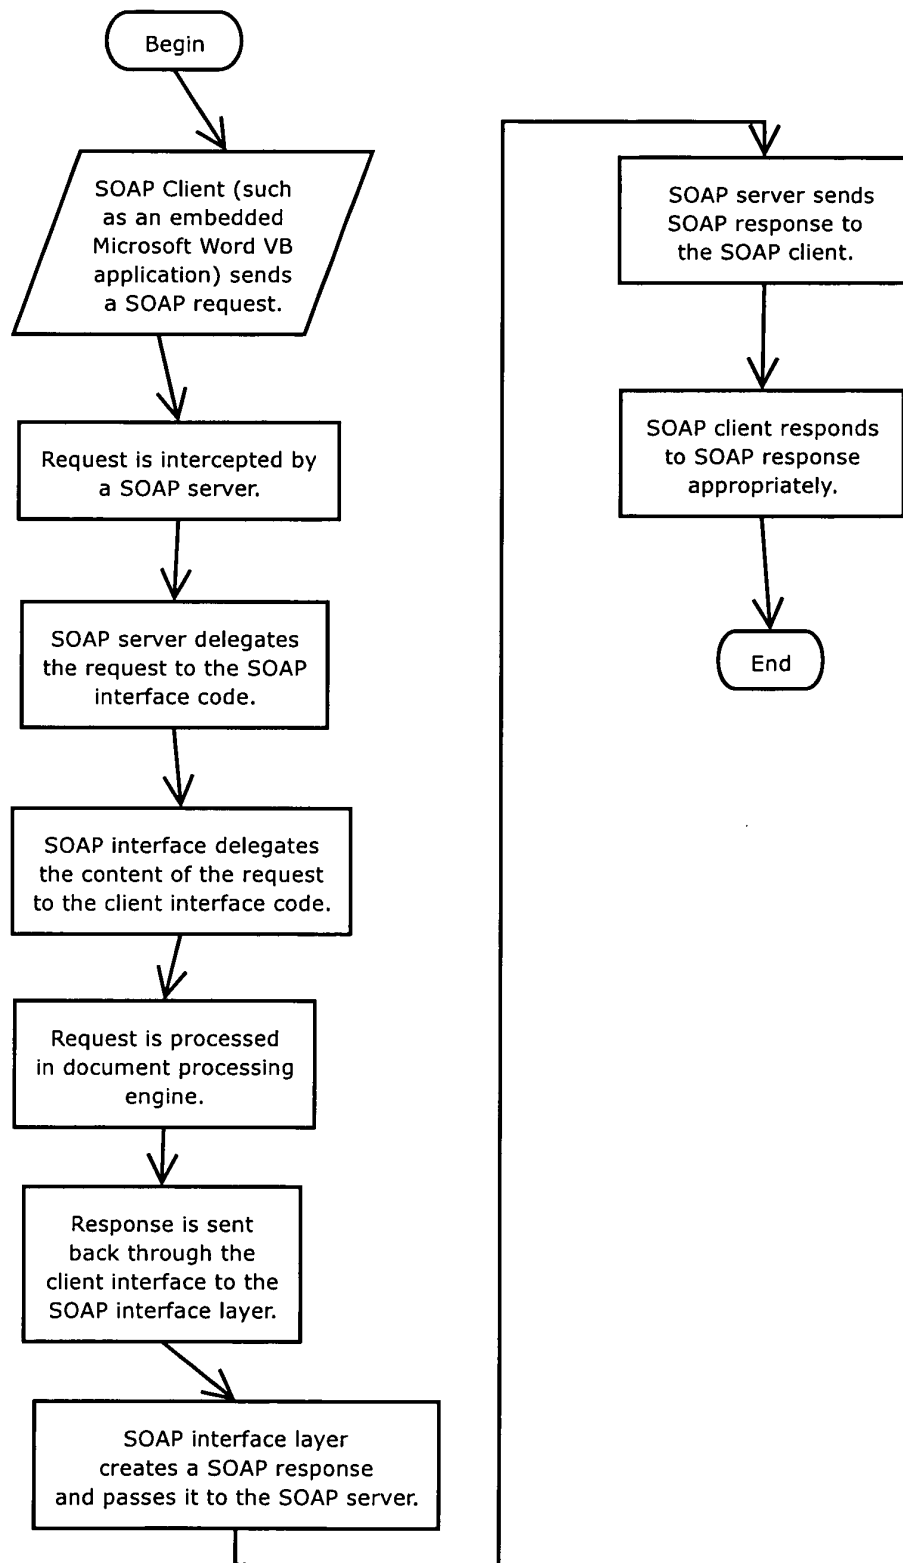 Begin
SOAP Client (such
as an embedded
Microsoft Word VB
application) sends
a SOAP request.
Request is intercepted by
a SOAP server.
SOAP server delegates
the request to the SOAP
interface code.
SOAP interface delegates
the content of the request
to the client interface code.
Request is processed
in document processing
engine.
Response is sent
back through the
client interface to the
SOAP interface layer.
SOAP interface layer
creates a SOAP response
and passes it to the SOAP server.
SOAP server sends
SOAP response to
the SOAP client.
SOAP client responds
to SOAP response
appropriately.
End